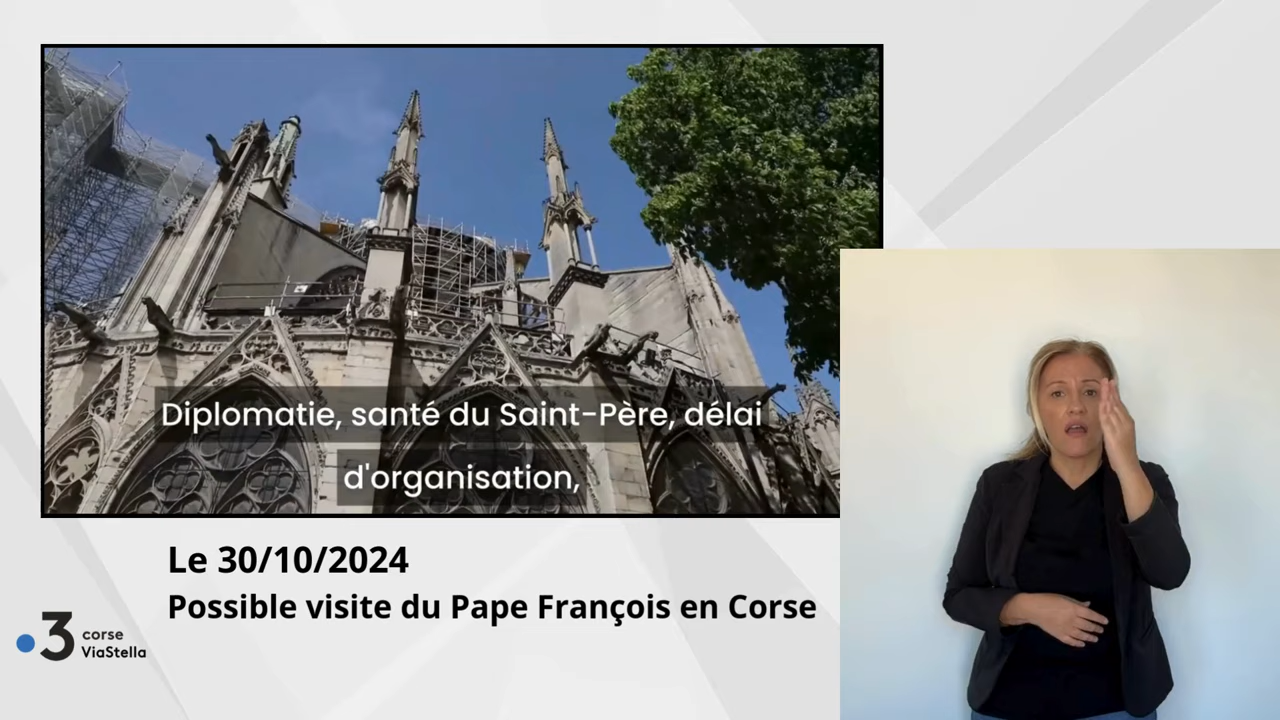 Diplomatie, santé du Saint-Père, délai
d'organisation,
Le 30/10/2024
Possible visite du Pape François en Corse
3 corse
ViaStella